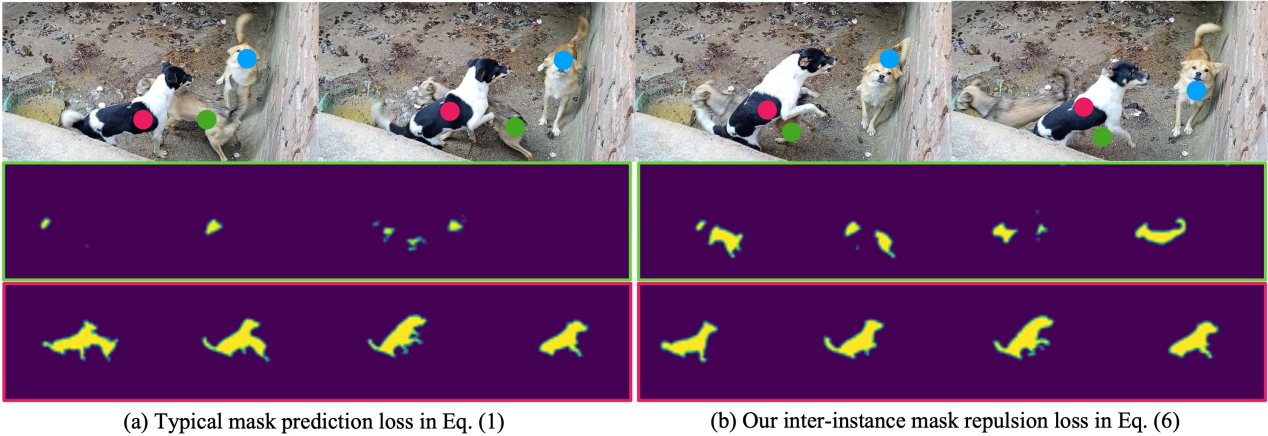 (a) Typical mask prediction loss in Eq. (1)
(b) Our inter-instance mask repulsion loss in Eq. (6)